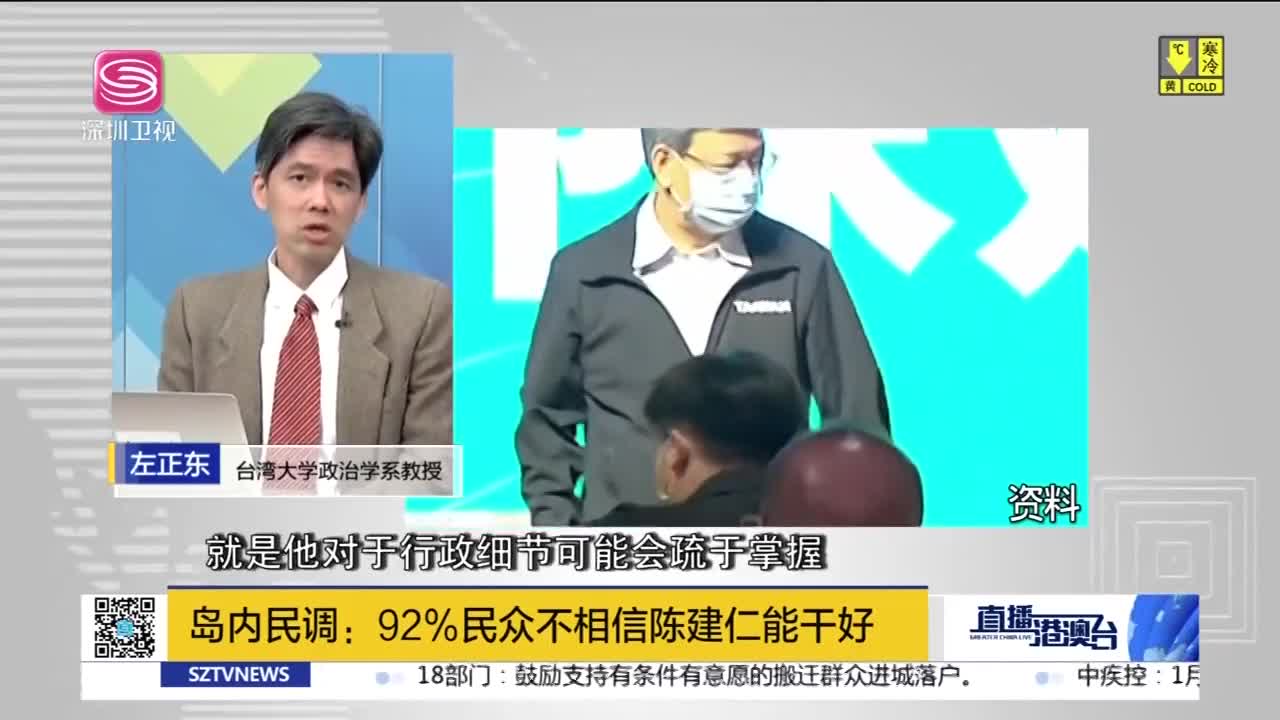 深圳卫视
℃
寒冷
黄 COLD
TAIWAN
左正东
台湾大学政治学系教授
资料
就是他对于行政细节可能会疏于掌握
岛内民调：92%民众不相信陈建仁能干好
直播港澳台
GREATER CHINA LIVE
SZTVNEWS
18部门：鼓励支持有条件有意愿的搬迁群众进城落户。
中疾控：1月